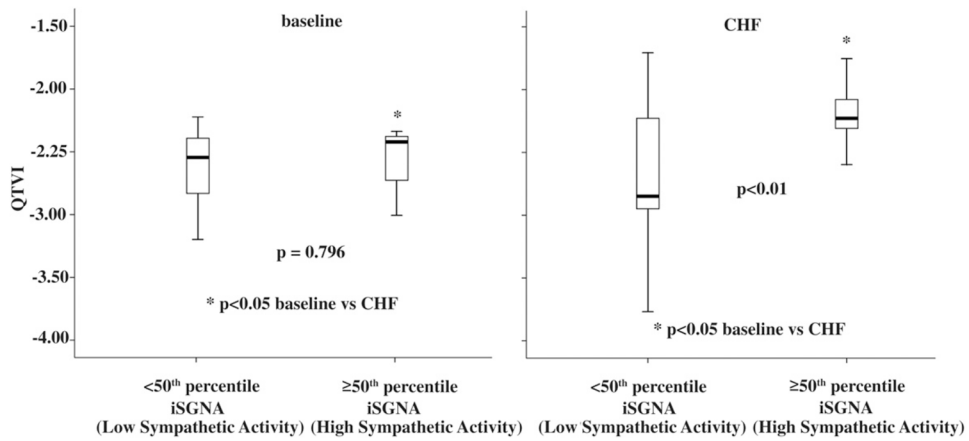 baseline
CHF
QTVI
-1.50
-2.00
-2.25
-3.00
-3.50
-4.00
*
p = 0.796
* p<0.05 baseline vs CHF
*
p<0.01
* p<0.05 baseline vs CHF
<50th percentile
iSGNA
(Low Sympathetic Activity)
≥50th percentile
iSGNA
(High Sympathetic Activity)
<50th percentile
iSGNA
(Low Sympathetic Activity)
≥50th percentile
iSGNA
(High Sympathetic Activity)